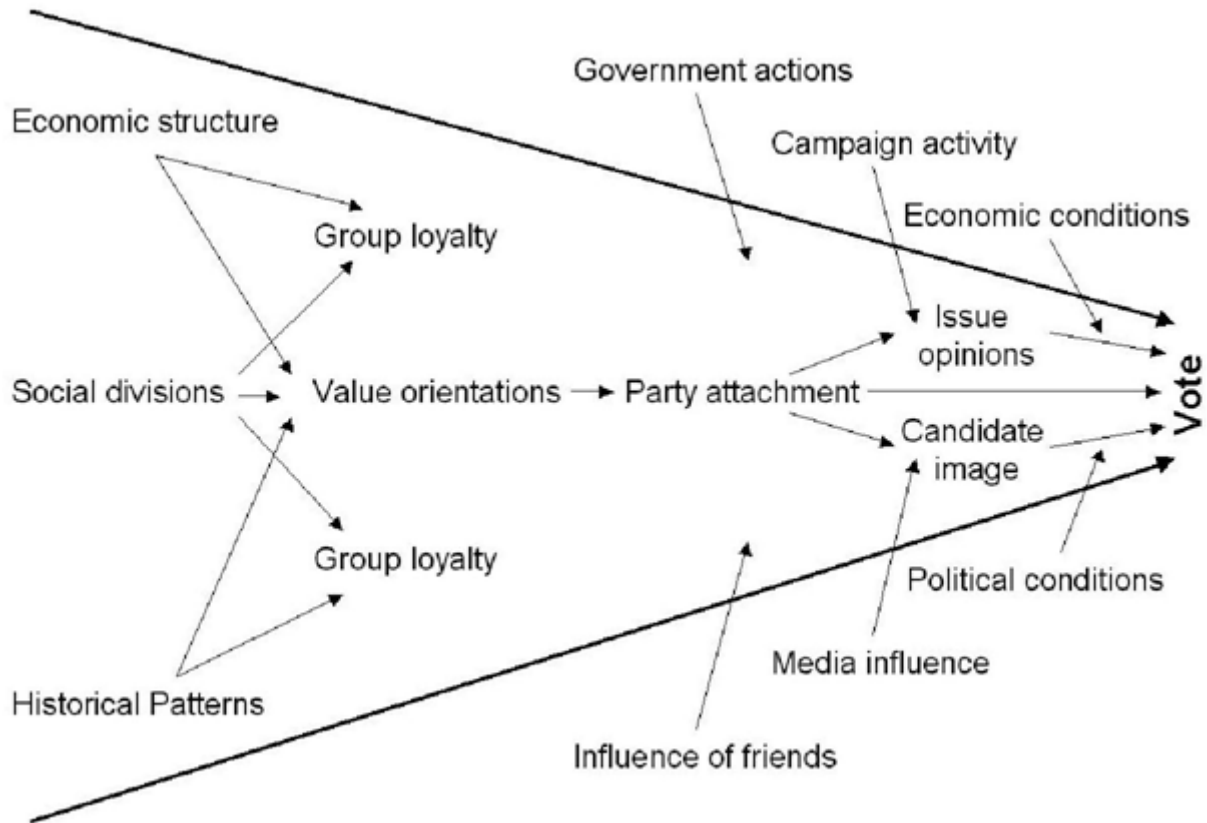 Government actions
Economic structure
Campaign activity
Economic conditions
Group loyalty
Issue
opinions
Social divisions
Value orientations
Party attachment
Vote
Candidate
image
Group loyalty
Political conditions
Media influence
Historical Patterns
Influence of friends